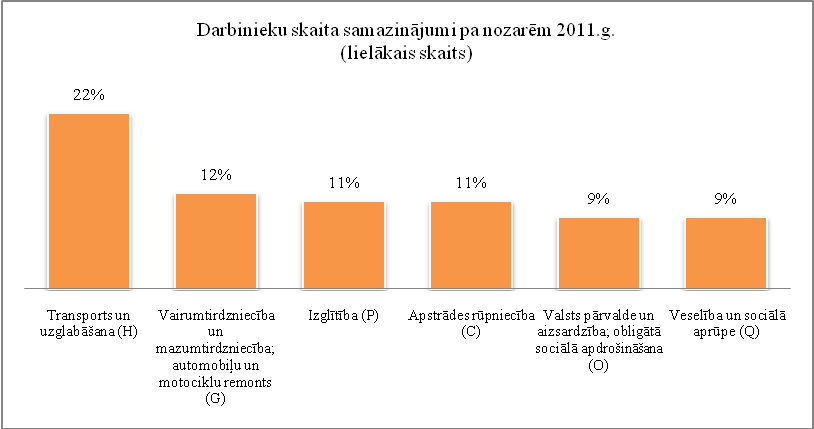 Darbinieku skaita samazinājumi pa nozarēm 2011.g.
(lielākais skaits)
22%
12%
11%
11%
9%
9%
Transports un
uzglabāšana (H)
Vairumtirdzniecība
un
mazumtirdzniecība;
automobiļu un
motociklu remonts
(G)
Izglītība (P)
Apstrādes rūpniecība
(C)
Valsts pārvalde un
aizsardzība; obligātā
sociālā apdrošināšana
(O)
Veselība un sociālā
aprūpe (Q)